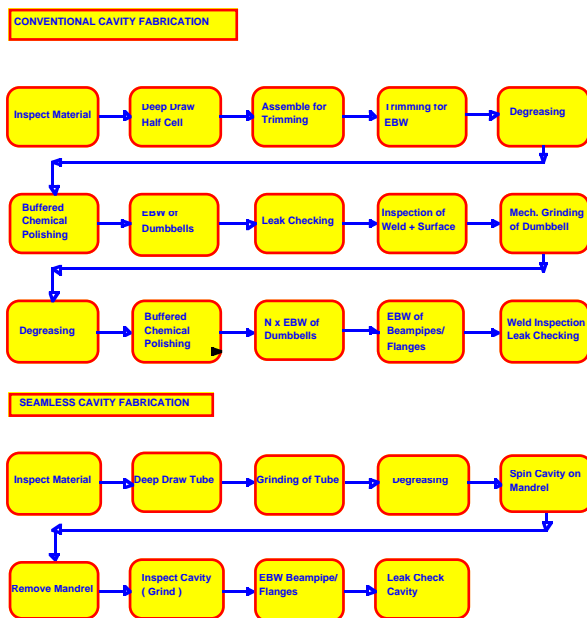 CONVENTIONAL CAVITY FABRICATION
Inspect Material
Deep Draw
Half Cell
Assemble for
Trimming
Trimming for
EBW
Degreasing
Buffered
Chemical
Polishing
EBW of
Dumbbells
Leak Checking
Inspection of
Weld + Surface
Mech. Grinding
of Dumbbell
Degreasing
Buffered
Chemical
Polishing
N x EBW of
Dumbbells
EBW of
Beampipes/
Flanges
Weld Inspection
Leak Checking
SEAMLESS CAVITY FABRICATION
Inspect Material
Deep Draw Tube
Grinding of Tube
Degreasing
Spin Cavity on
Mandrel
Remove Mandrel
Inspect Cavity
( Grind )
EBW Beampipe/
Flanges
Leak Check
Cavity